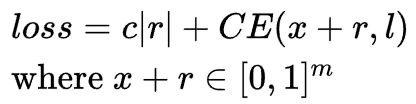 loss = c|r| + CE(x + r, l)
where x + r ∈ [0, 1]^m